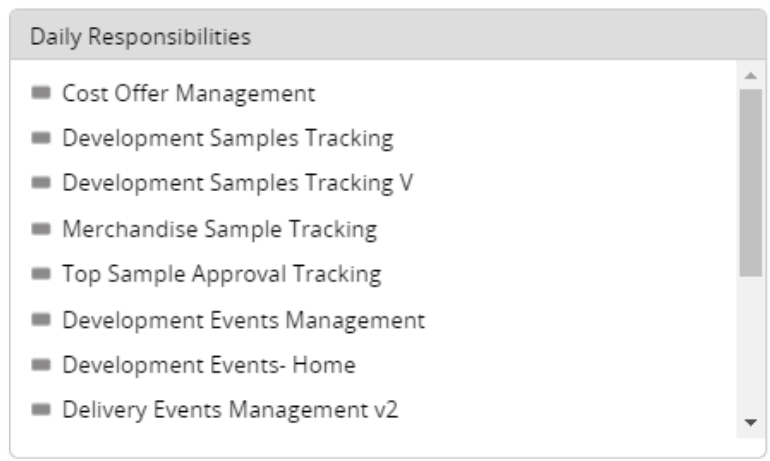 Daily Responsibilities
Cost Offer Management
Development Samples Tracking
Development Samples Tracking V
Merchandise Sample Tracking
Top Sample Approval Tracking
Development Events Management
Development Events- Home
Delivery Events Management v2